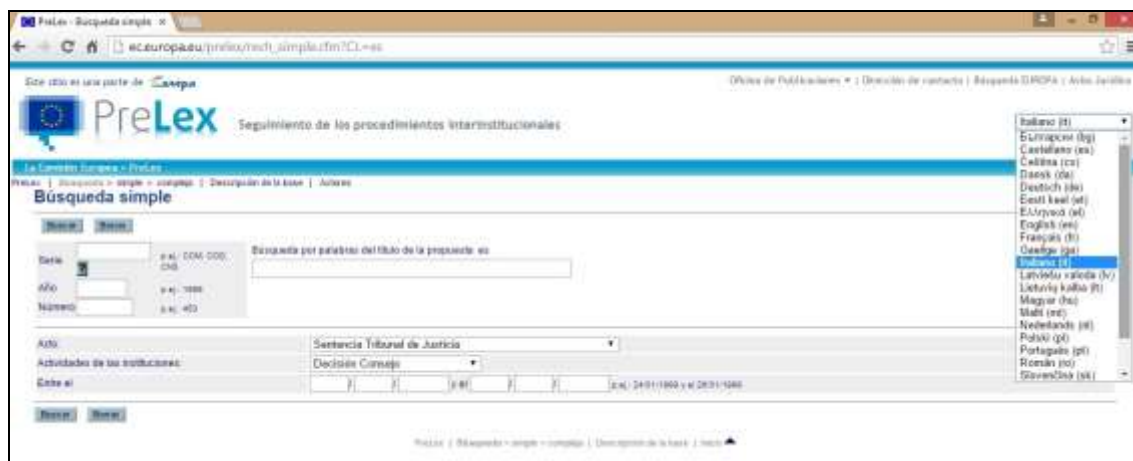 PreLex - Búsqueda simple
ec.europa.eu/prelex/rech_simple.cfm?CL=es
Este sitio es una parte de Europa
Oficina de Publicaciones | Dirección de contacto | Búsqueda EUROPA | Aviso Jurídico
PreLex
Seguimiento de los procedimientos interinstitucionales
Italiano (it)
La Comisión Europea > PreLex
PreLex | Búsqueda > simple > compleja | Descripción de la base | Actores
Búsqueda simple
Buscar Borrar
Serie
p.ej.: COM, COD, CNS
Búsqueda por palabras del título de la propuesta: es
?
Año
p.ej.: 1999
Número
p.ej.: 453
Acto:
Sentencia Tribunal de Justicia
Actividades de las instituciones:
Decisión Consejo
Entre el
/ / y el / /
p.ej.: 24/01/1999 y el 26/01/1999
Buscar Borrar
PreLex | Búsqueda > simple > compleja | Descripción de la base | Inicio
Български (bg)
Castellano (es)
Čeština (cs)
Dansk (da)
Deutsch (de)
Eesti keel (et)
Ελληνικά (el)
English (en)
Français (fr)
Gaeilge (ga)
Italiano (it)
Latviešu valoda (lv)
Lietuvių kalba (lt)
Magyar (hu)
Malti (mt)
Nederlands (nl)
Polski (pl)
Português (pt)
Român (ro)
Slovenčina (sk)